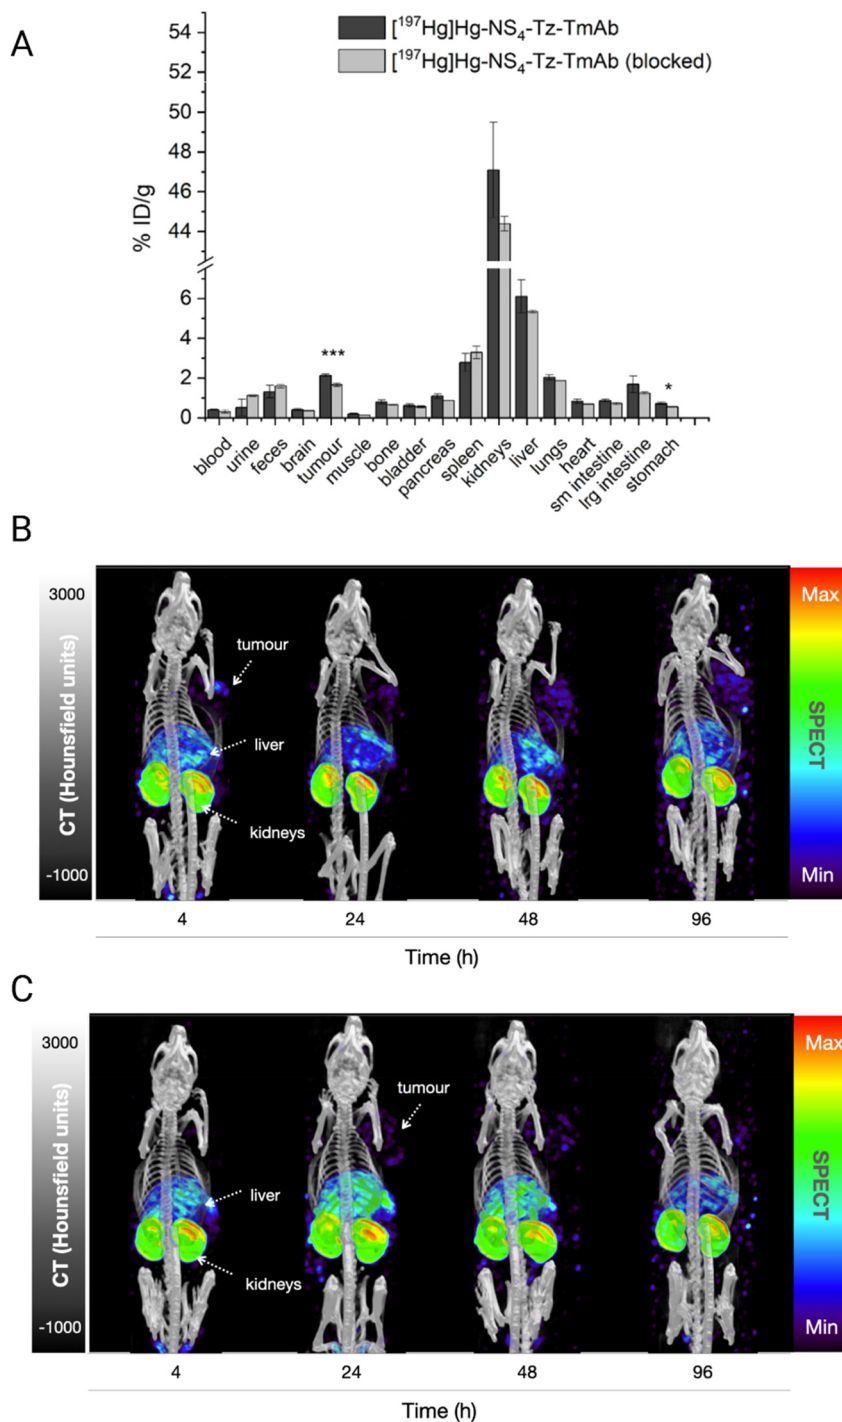 A
[¹⁹⁷Hg]Hg-NS₄-Tz-TmAb
[¹⁹⁷Hg]Hg-NS₄-Tz-TmAb (blocked)
% ID/g
54
52
50
48
46
44
6
4
2
0
***
*
blood
urine
feces
brain
tumour
muscle
bone
bladder
pancreas
spleen
kidneys
liver
lungs
heart
sm intestine
lrg intestine
stomach
B
3000
CT (Hounsfield units)
-1000
tumour
liver
kidneys
Max
SPECT
Min
4 24 48 96
Time (h)
C
3000
CT (Hounsfield units)
-1000
tumour
liver
kidneys
Max
SPECT
Min
4 24 48 96
Time (h)